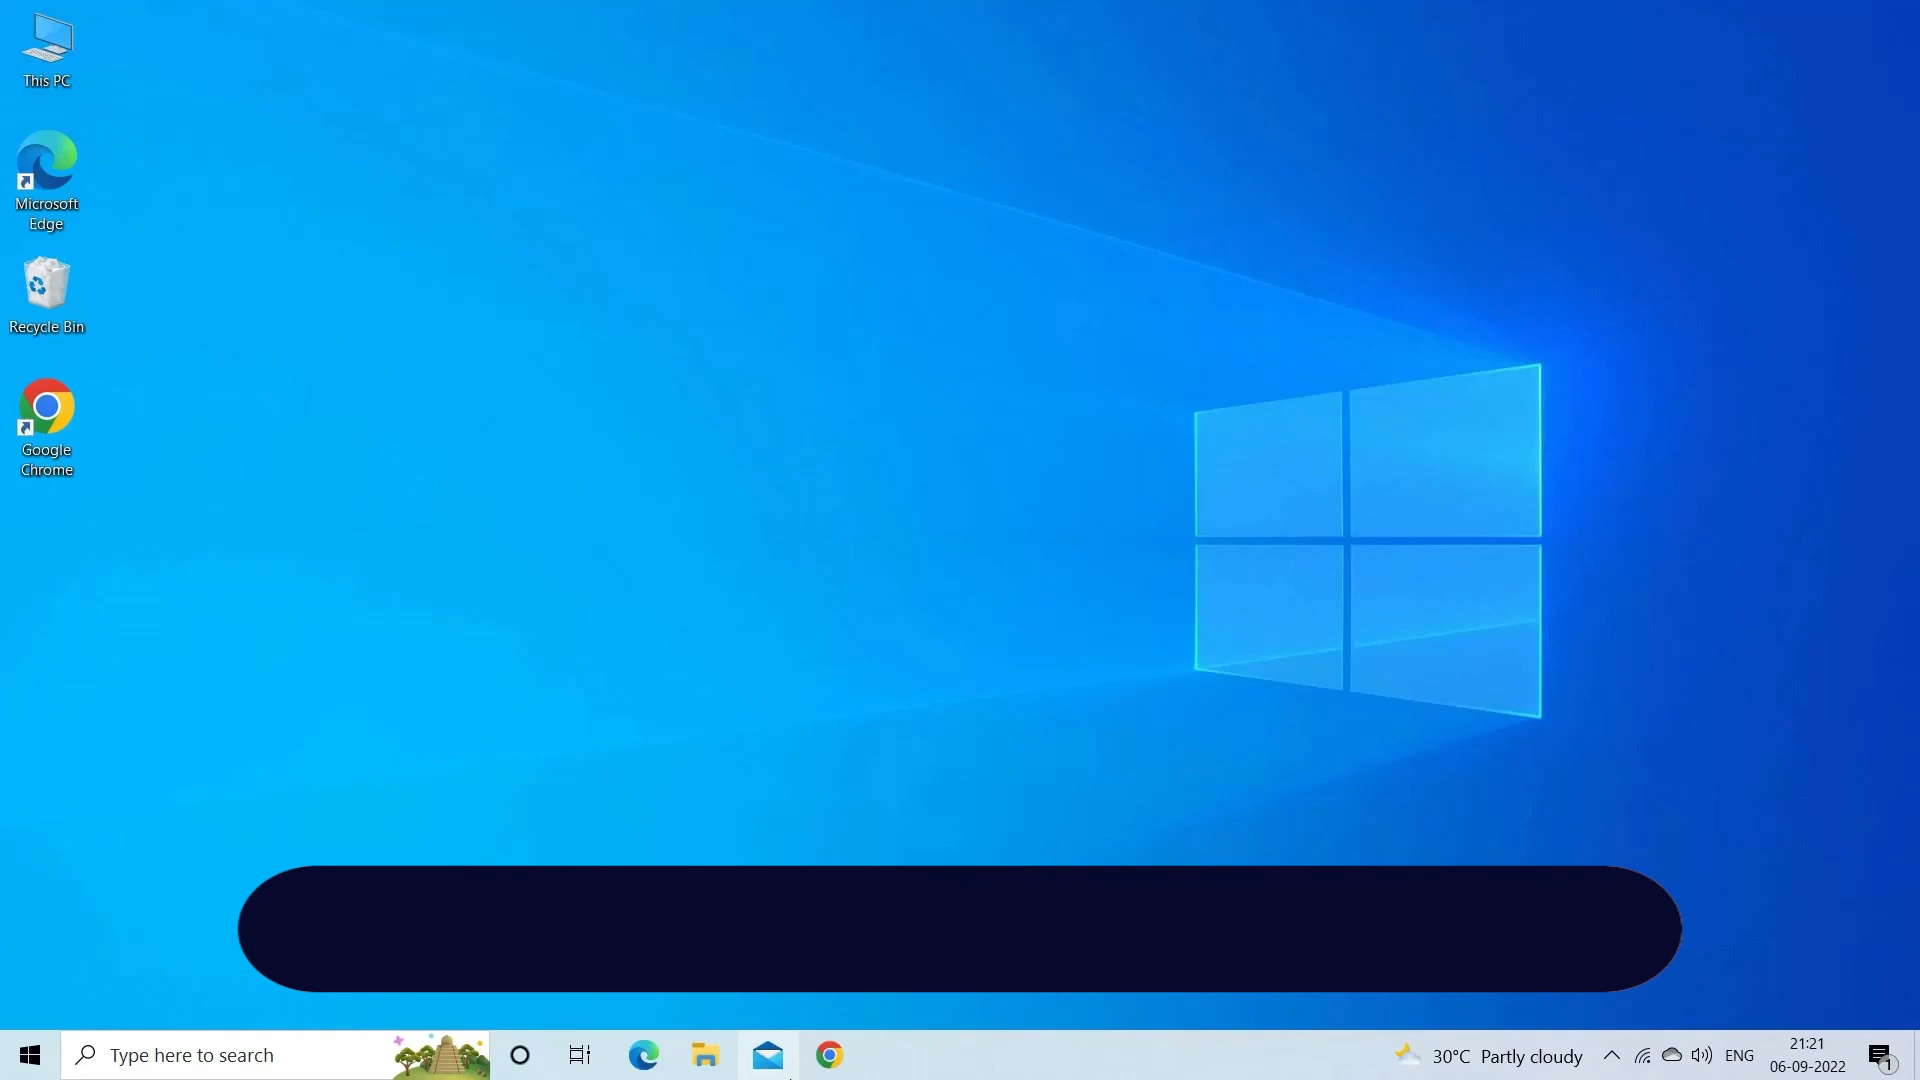 This PC
Microsoft
Edge
Recycle Bin
Google
Chrome
Type here to search
30°C Partly cloudy
ENG
21:21
06-09-2022
1